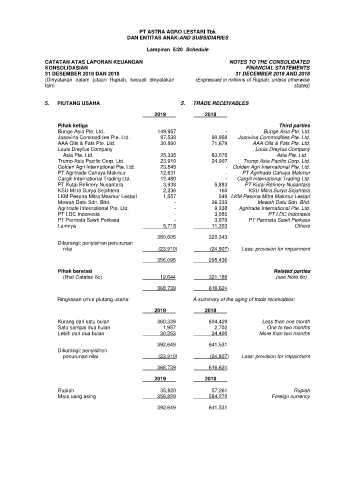 PT ASTRA AGRO LESTARI Tbk
DAN ENTITAS ANAK/AND SUBSIDIARIES
Lampiran 5/20 Schedule
CATATAN ATAS LAPORAN KEUANGAN KONSOLIDASIAN
31 DESEMBER 2019 DAN 2018
(Dinyatakan dalam jutaan Rupiah, kecuali dinyatakan lain)
NOTES TO THE CONSOLIDATED FINANCIAL STATEMENTS
31 DECEMBER 2019 AND 2018
(Expressed in millions of Rupiah, unless otherwise stated)
5. PIUTANG USAHA 5. TRADE RECEIVABLES
2019 2018
Pihak ketiga Third parties
Bunge Asia Pte. Ltd. 149,957 - Bunge Asia Pte. Ltd.
Josovina Commodities Pte. Ltd. 87,538 90,958 Josovina Commodities Pte. Ltd.
AAA Oils & Fats Pte. Ltd. 30,860 71,679 AAA Oils & Fats Pte. Ltd.
Louis Dreyfus Company Louis Dreyfus Company
Asia Pte. Ltd. 25,335 83,078 Asia Pte. Ltd.
Trump Asia Pacific Corp. Ltd. 23,910 24,907 Trump Asia Pacific Corp. Ltd.
Golden Agri International Pte. Ltd. 23,845 - Golden Agri International Pte. Ltd.
PT Agritrade Cahaya Makmur 12,631 - PT Agritrade Cahaya Makmur
Cargill International Trading Ltd. 12,480 - Cargill International Trading Ltd.
PT Kutai Refinery Nusantara 3,938 5,883 PT Kutai Refinery Nusantara
KSU Mitra Surya Sejahtera 2,236 160 KSU Mitra Surya Sejahtera
LKM Pesona Mitra Makmur Lestari 1,557 549 LKM Pesona Mitra Makmur Lestari
Mewah Datu Sdn. Bhd. - 36,333 Mewah Datu Sdn. Bhd.
Agritrade International Pte. Ltd. - 9,338 Agritrade International Pte. Ltd.
PT LDC Indonesia - 3,085 PT LDC Indonesia
PT Permata Sawit Perkasa - 3,070 PT Permata Sawit Perkasa
Lainnya 5,718 11,303 Others
380,005 320,343
Dikurangi: penyisihan penurunan
nilai (23,910) (24,907) Less: provision for impairment
356,095 295,436
Pihak berelasi Related parties
(lihat Catatan 6c) 12,644 321,188 (see Note 6c)
368,739 616,624
Ringkasan umur piutang usaha: A summary of the aging of trade receivables:
2019 2018
Kurang dari satu bulan 360,339 604,429 Less than one month
Satu sampai dua bulan 1,957 2,702 One to two months
Lebih dari dua bulan 30,353 34,400 More than two months
392,649 641,531
Dikurangi: penyisihan
penurunan nilai (23,910) (24,907) Less: provision for impairment
368,739 616,624
2019 2018
Rupiah 35,820 57,261 Rupiah
Mata uang asing 356,829 584,270 Foreign currency
392,649 641,531